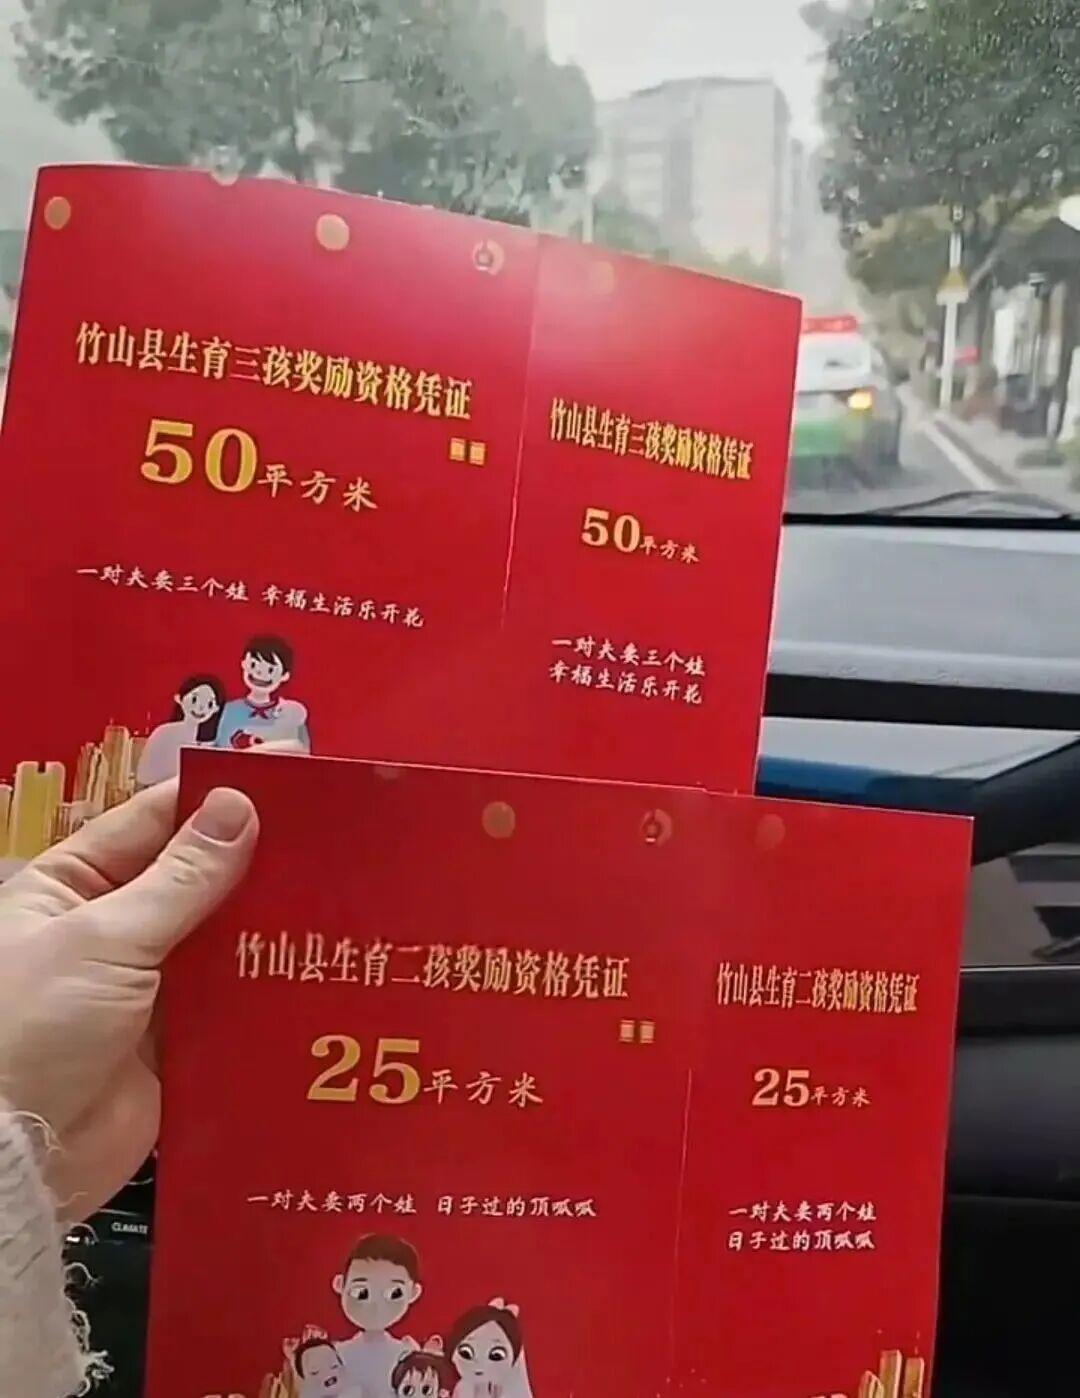 竹山县生育三孩奖励资格凭证
50平方米
一对夫妻三个娃 幸福生活乐开花
竹山县生育三孩奖励资格凭证
50平方米
一对夫妻三个娃
幸福生活乐开花
竹山县生育二孩奖励资格凭证
25平方米
一对夫妻两个娃 日子过的顶呱呱
竹山县生育二孩奖励资格凭证
25平方米
一对夫妻两个娃
日子过的顶呱呱
CLIMATE